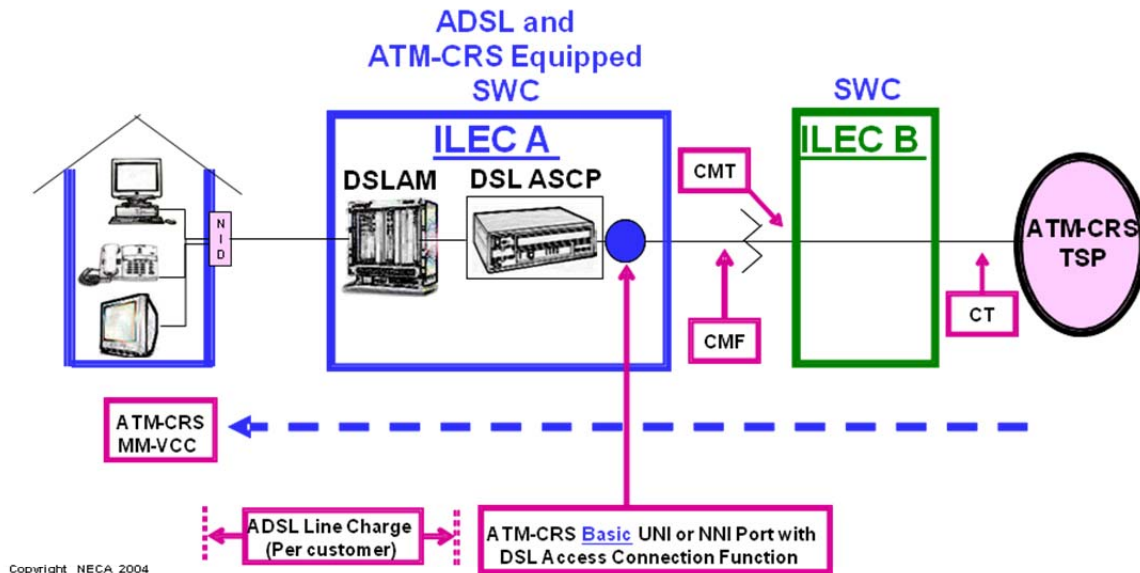 ADSL and
ATM-CRS Equipped
SWC
SWC
ILEC A
ILEC B
DSLAM
DSL ASCP
CMT
NID
ATM-CRS
TSP
CMF
CT
ATM-CRS
MM-VCC
ADSL Line Charge
(Per customer)
ATM-CRS Basic UNI or NNI Port with
DSL Access Connection Function
Copyright NECA 2004